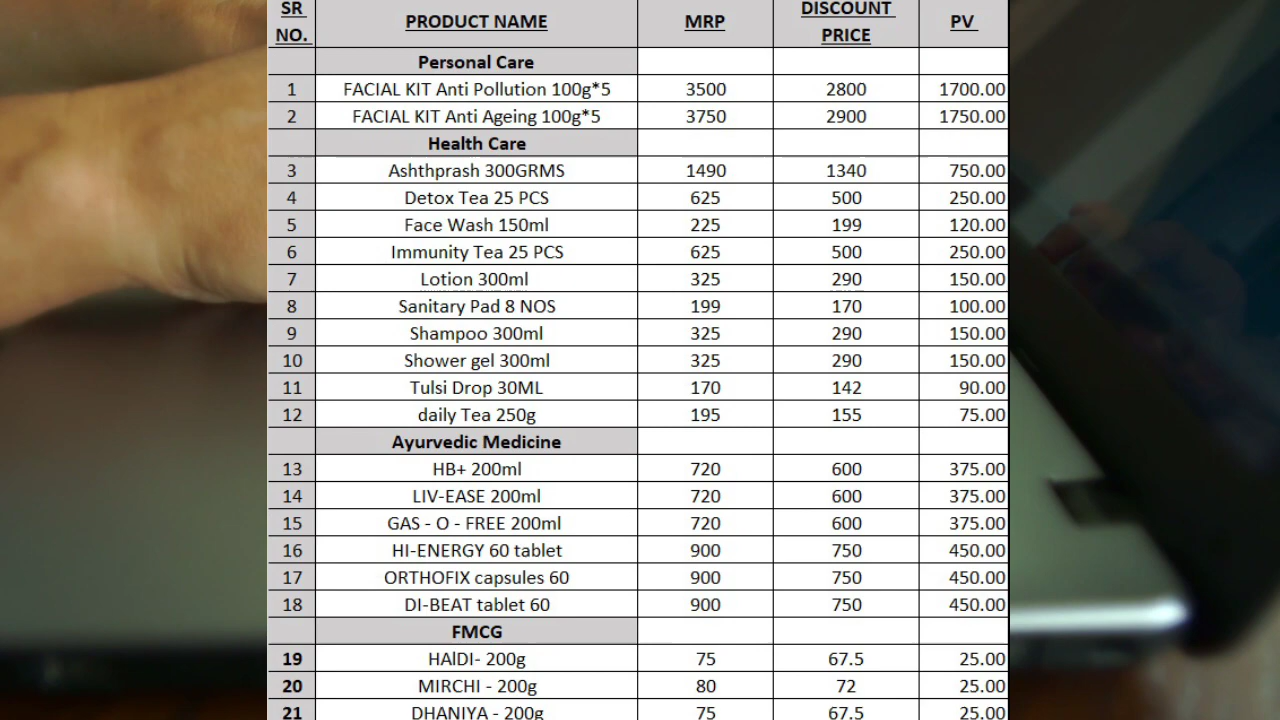 SR NO. PRODUCT NAME MRP DISCOUNT PRICE PV
Personal Care
1 FACIAL KIT Anti Pollution 100g*5 3500 2800 1700.00
2 FACIAL KIT Anti Ageing 100g*5 3750 2900 1750.00
Health Care
3 Ashthprash 300GRMS 1490 1340 750.00
4 Detox Tea 25 PCS 625 500 250.00
5 Face Wash 150ml 225 199 120.00
6 Immunity Tea 25 PCS 625 500 250.00
7 Lotion 300ml 325 290 150.00
8 Sanitary Pad 8 NOS 199 170 100.00
9 Shampoo 300ml 325 290 150.00
10 Shower gel 300ml 325 290 150.00
11 Tulsi Drop 30ML 170 142 90.00
12 daily Tea 250g 195 155 75.00
Ayurvedic Medicine
13 HB+ 200ml 720 600 375.00
14 LIV-EASE 200ml 720 600 375.00
15 GAS - O - FREE 200ml 720 600 375.00
16 HI-ENERGY 60 tablet 900 750 450.00
17 ORTHOFIX capsules 60 900 750 450.00
18 DI-BEAT tablet 60 900 750 450.00
FMCG
19 HAlDI- 200g 75 67.5 25.00
20 MIRCHI - 200g 80 72 25.00
21 DHANIYA - 200g 75 67.5 25.00